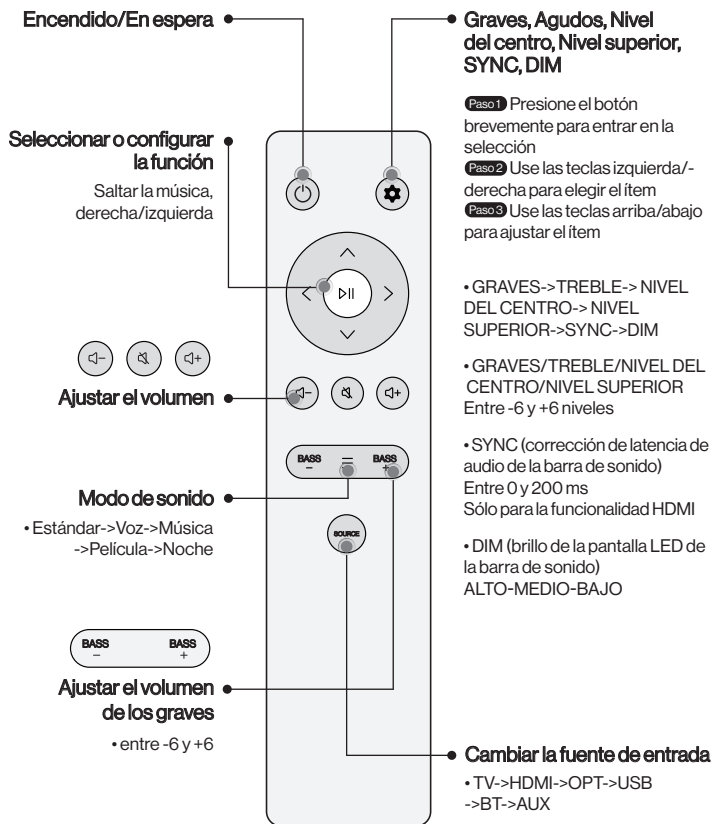 Encendido/En espera
Seleccionar o configurar
la función
Saltar la música,
derecha/izquierda
Ajustar el volumen
Modo de sonido
• Estándar->Voz->Música
->Película->Noche
BASS BASS
– +
Ajustar el volumen
de los graves
• entre -6 y +6
BASS BASS
– +
SOURCE
Graves, Agudos, Nivel
del centro, Nivel superior,
SYNC, DIM
Paso 1 Presione el botón
brevemente para entrar en la
selección
Paso 2 Use las teclas izquierda/-
derecha para elegir el ítem
Paso 3 Use las teclas arriba/abajo
para ajustar el ítem
• GRAVES->TREBLE-> NIVEL
DEL CENTRO-> NIVEL
SUPERIOR->SYNC->DIM
• GRAVES/TREBLE/NIVEL DEL
CENTRO/NIVEL SUPERIOR
Entre -6 y +6 niveles
• SYNC (corrección de latencia de
audio de la barra de sonido)
Entre 0 y 200 ms
Sólo para la funcionalidad HDMI
• DIM (brillo de la pantalla LED de
la barra de sonido)
ALTO-MEDIO-BAJO
Cambiar la fuente de entrada
• TV->HDMI->OPT->USB
->BT->AUX